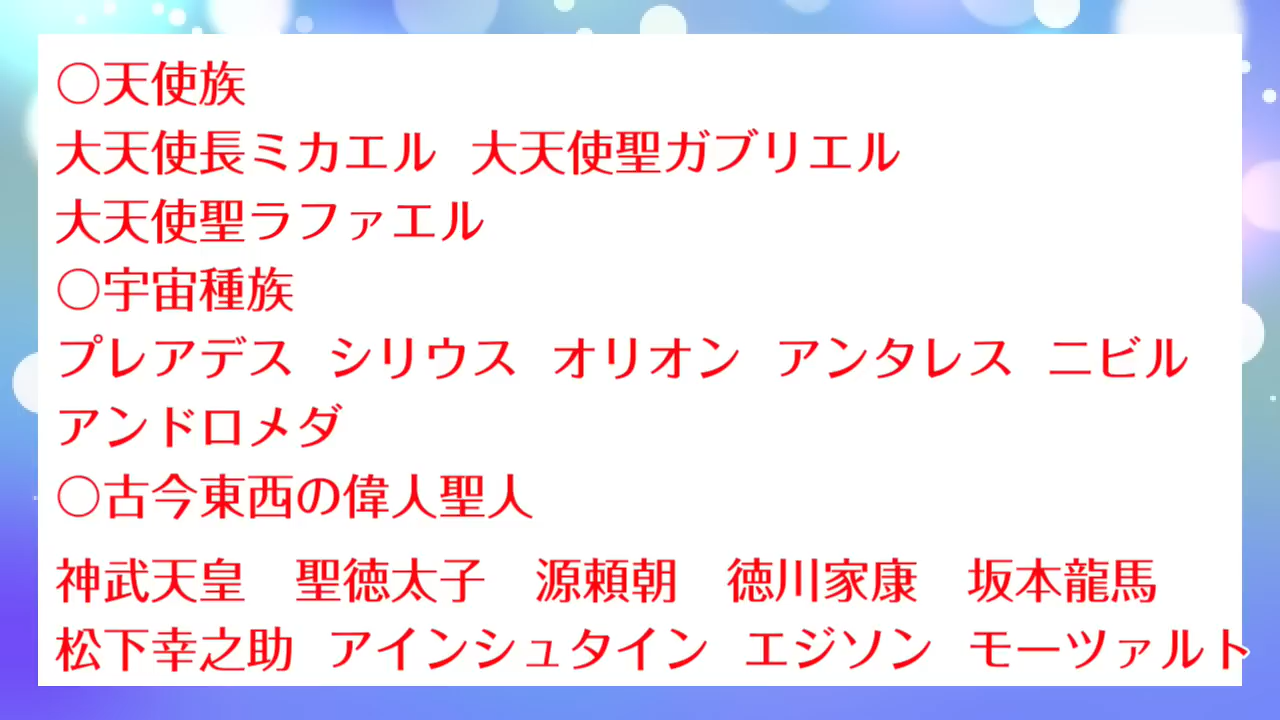 ○天使族
大天使長ミカエル 大天使聖ガブリエル
大天使聖ラファエル
○宇宙種族
プレアデス シリウス オリオン アンタレス ニビル
アンドロメダ
○古今東西の偉人聖人
神武天皇 聖徳太子 源頼朝 徳川家康 坂本龍馬
松下幸之助 アインシュタイン エジソン モーツァルト